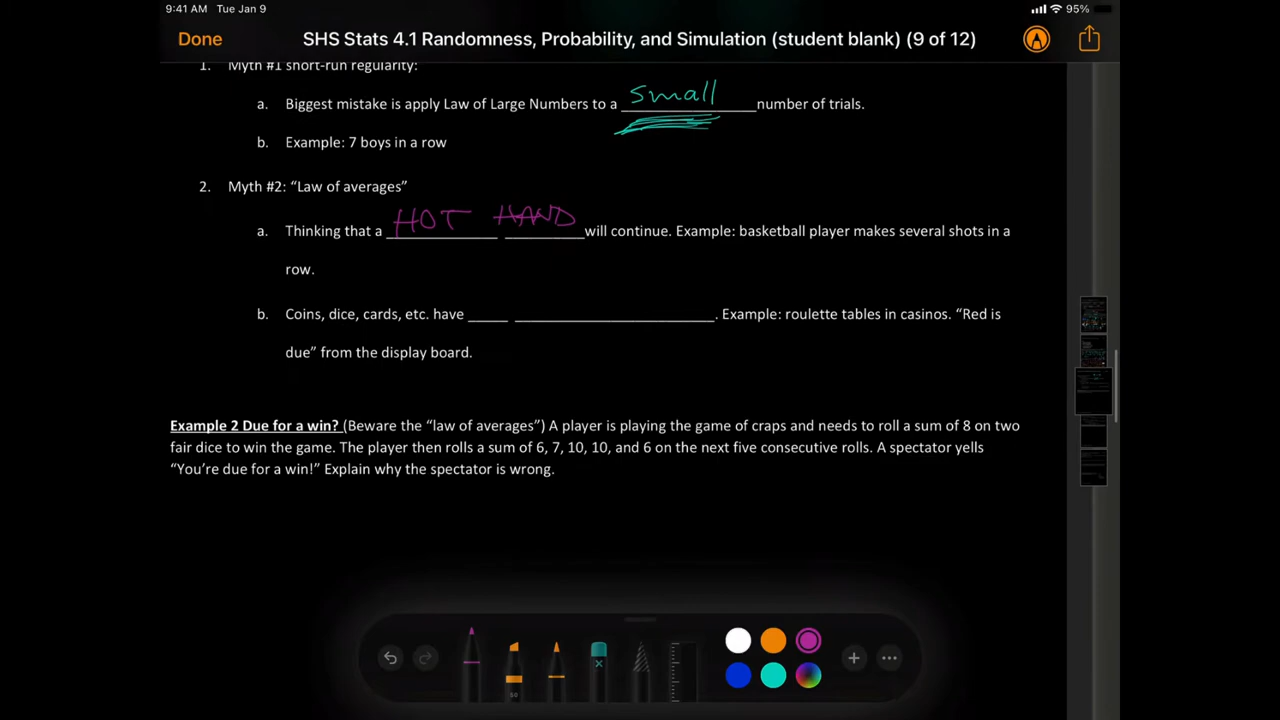 9:41 AM Tue Jan 9
95%
Done
SHS Stats 4.1 Randomness, Probability, and Simulation (student blank) (9 of 12)
1. Myth #1 short-run regularity:
a. Biggest mistake is apply Law of Large Numbers to a small number of trials.
b. Example: 7 boys in a row
2. Myth #2: “Law of averages”
a. Thinking that a HOT HAND will continue. Example: basketball player makes several shots in a
row.
b. Coins, dice, cards, etc. have _____ ____________________. Example: roulette tables in casinos. “Red is
due” from the display board.
Example 2 Due for a win? (Beware the “law of averages”) A player is playing the game of craps and needs to roll a sum of 8 on two
fair dice to win the game. The player then rolls a sum of 6, 7, 10, 10, and 6 on the next five consecutive rolls. A spectator yells
“You’re due for a win!” Explain why the spectator is wrong.
50